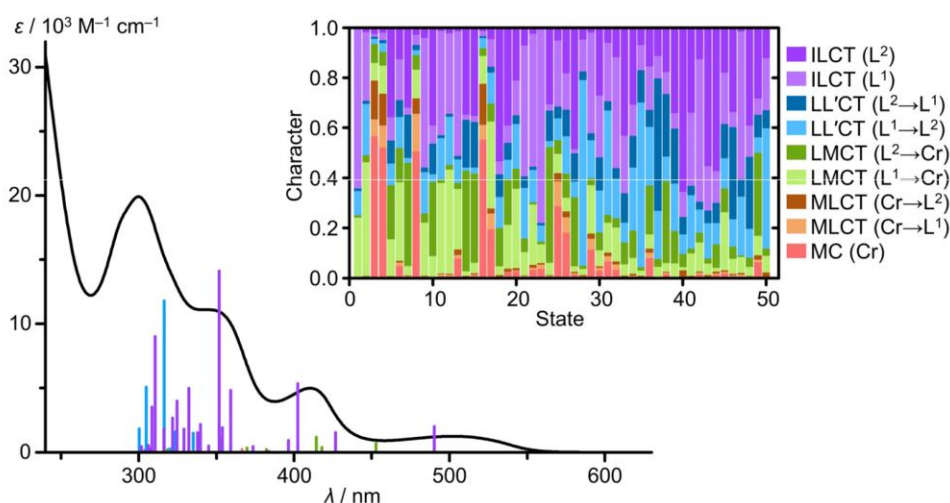 ε / 10³ M⁻¹ cm⁻¹
30
20
10
0
300
400
500
600
λ / nm
1.0
0.8
0.6
0.4
0.2
0.0
Character
0
10
20
30
40
50
State
ILCT (L²)
ILCT (L¹)
LL′CT (L²→L¹)
LL′CT (L¹→L²)
LMCT (L²→Cr)
LMCT (L¹→Cr)
MLCT (Cr→L²)
MLCT (Cr→L¹)
MC (Cr)